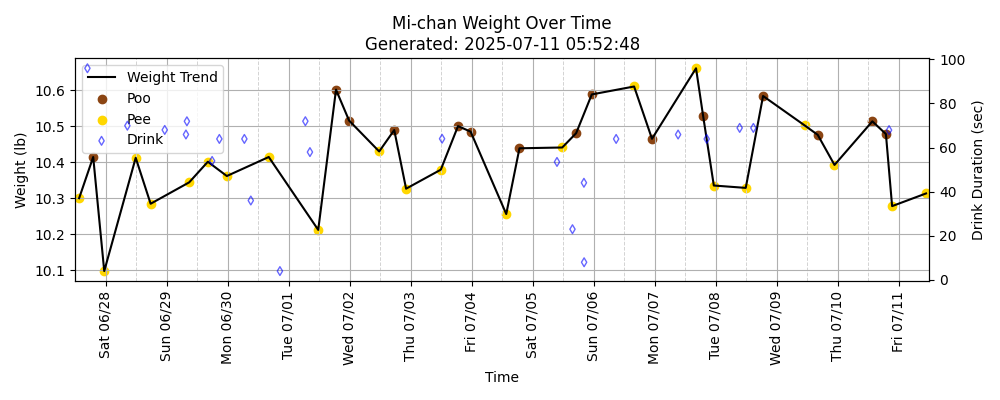 Mi-chan Weight Over Time
Generated: 2025-07-11 05:52:48
Weight Trend
Poo
Pee
Drink
Weight (lb)
10.6
10.5
10.4
10.3
10.2
10.1
Drink Duration (sec)
100
80
60
40
20
0
Sat 06/28
Sun 06/29
Mon 06/30
Tue 07/01
Wed 07/02
Thu 07/03
Fri 07/04
Sat 07/05
Sun 07/06
Mon 07/07
Tue 07/08
Wed 07/09
Thu 07/10
Fri 07/11
Time